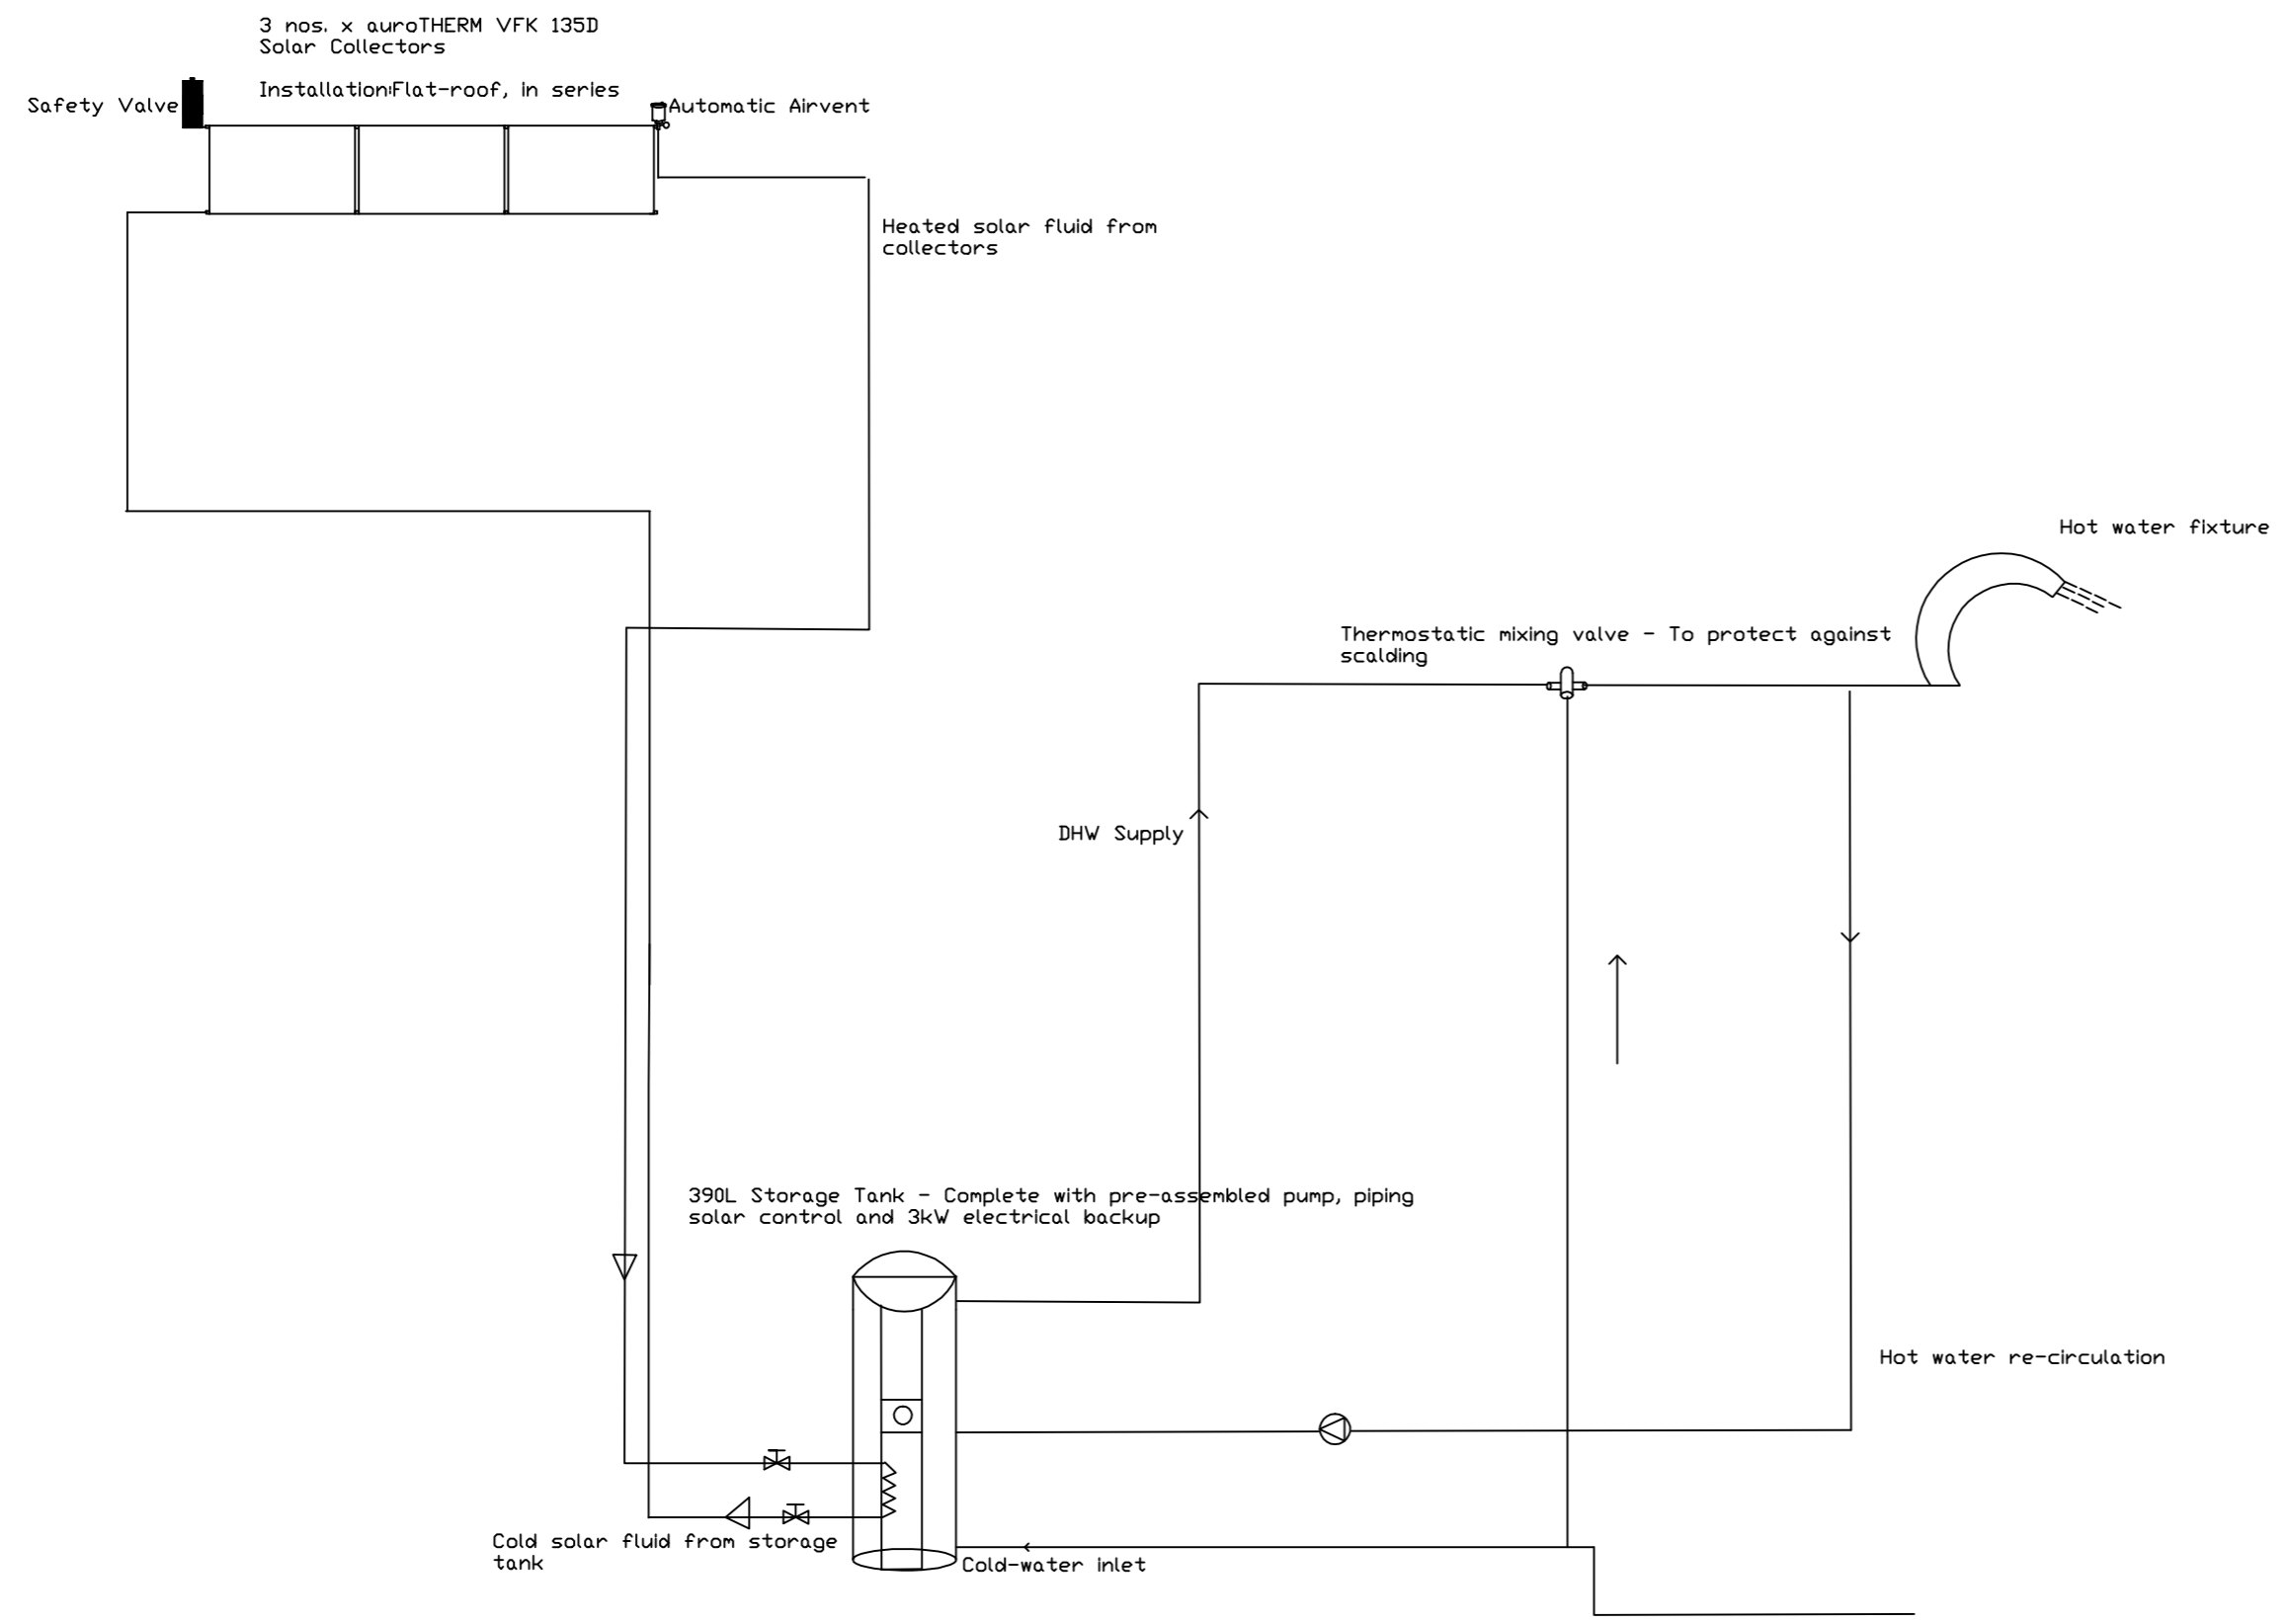 3 nos. x auroTHERM VFK 135D
Solar Collectors
Installation:Flat-roof, in series
Safety Valve
Automatic Airvent
Heated solar fluid from
collectors
Hot water fixture
Thermostatic mixing valve - To protect against
scalding
DHW Supply
390L Storage Tank - Complete with pre-assembled pump, piping
solar control and 3kW electrical backup
Hot water re-circulation
Cold solar fluid from storage
tank
Cold-water inlet